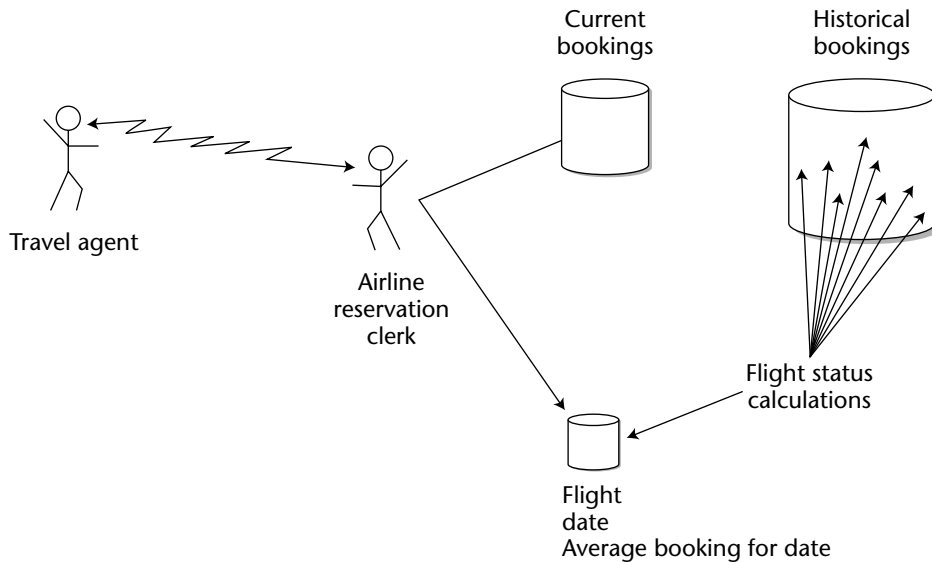 Current
bookings
Historical
bookings
Travel agent
Airline
reservation
clerk
Flight status
calculations
Flight
date
Average booking for date